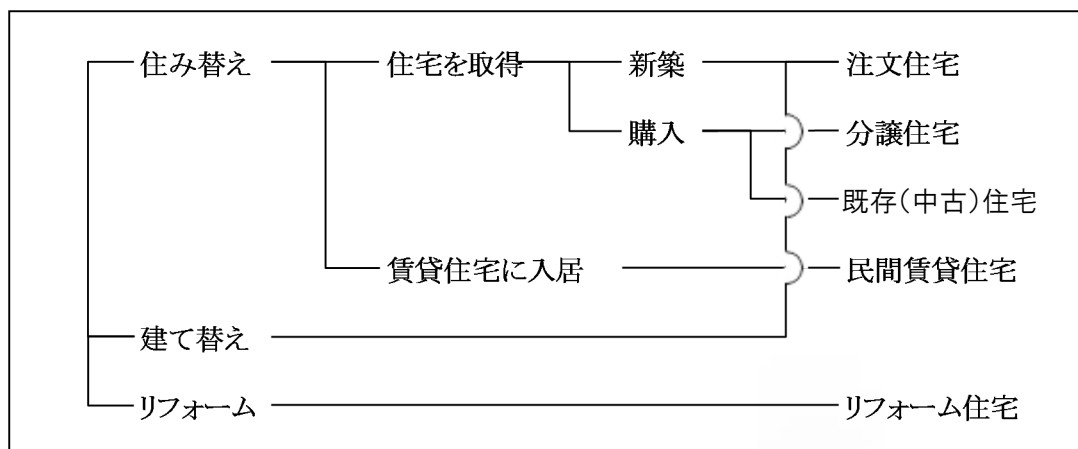 住み替え 住宅を取得 新築 注文住宅
購入 分譲住宅
既存(中古)住宅
賃貸住宅に入居 民間賃貸住宅
建て替え
リフォーム リフォーム住宅